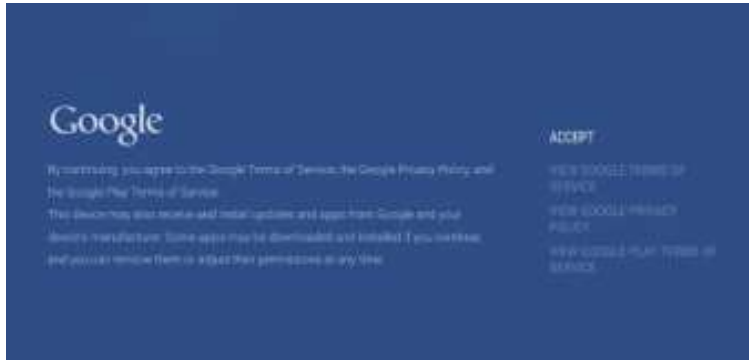 Google
By continuing, you agree to the Google Terms of Service, the Google Privacy Policy, and
the Google Play Terms of Service.
This device may also receive and install updates and apps from Google and your
device's manufacturer. Some apps may be downloaded and installed if you continue,
and you can remove them or adjust their permissions at any time.
ACCEPT
VIEW GOOGLE TERMS OF
SERVICE
VIEW GOOGLE PRIVACY
POLICY
VIEW GOOGLE PLAY TERMS OF
SERVICE